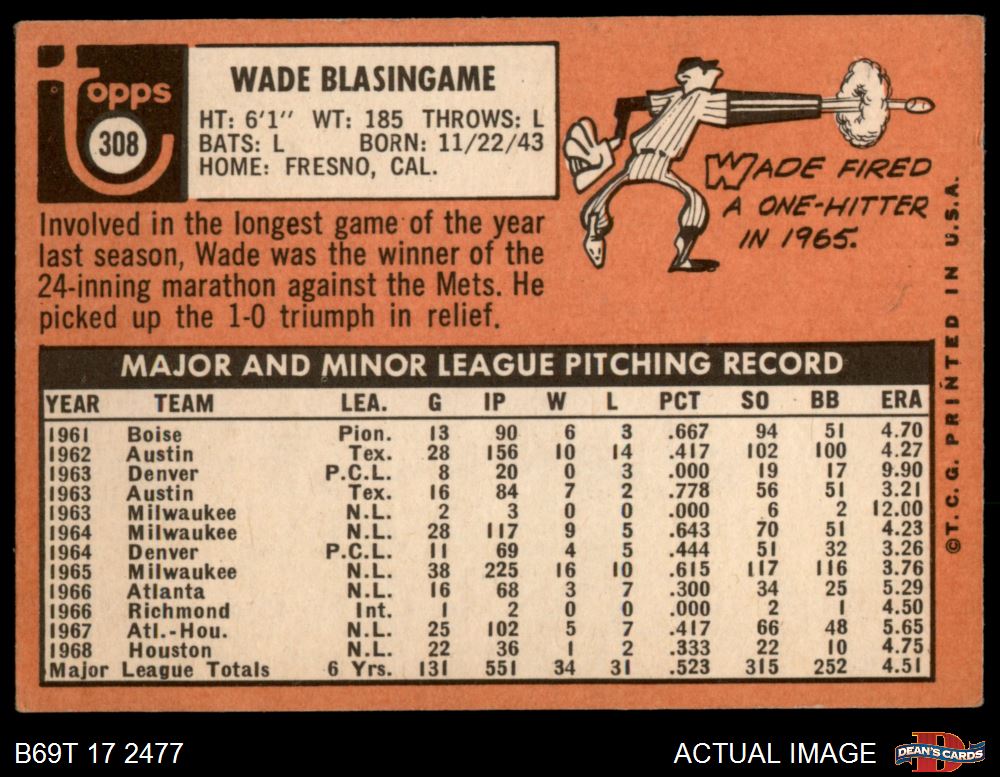 topps
308
WADE BLASINGAME
HT: 6'1" WT: 185 THROWS: L
BATS: L BORN: 11/22/43
HOME: FRESNO, CAL.
WADE FIRED
A ONE-HITTER
IN 1965.
Involved in the longest game of the year
last season, Wade was the winner of the
24-inning marathon against the Mets. He
picked up the 1-0 triumph in relief.
MAJOR AND MINOR LEAGUE PITCHING RECORD
YEAR TEAM LEA. G IP W L PCT SO BB ERA
1961 Boise Pion. 13 90 6 3 .667 94 51 4.70
1962 Austin Tex. 28 156 10 14 .417 102 100 4.27
1963 Denver P.C.L. 8 20 0 3 .000 19 17 9.90
1963 Austin Tex. 16 84 7 2 .778 56 51 3.21
1963 Milwaukee N.L. 2 3 0 0 .000 6 2 12.00
1964 Milwaukee N.L. 28 117 9 5 .643 70 51 4.23
1964 Denver P.C.L. 11 69 4 5 .444 51 32 3.26
1965 Milwaukee N.L. 38 225 16 10 .615 117 116 3.76
1966 Atlanta N.L. 16 68 3 7 .300 34 25 5.29
1966 Richmond Int. 1 2 0 0 .000 2 1 4.50
1967 Atl.-Hou. N.L. 25 102 5 7 .417 66 48 5.65
1968 Houston N.L. 22 36 1 2 .333 22 10 4.75
Major League Totals 6 Yrs. 131 551 34 31 .523 315 252 4.51
©T.C.G. PRINTED IN U.S.A.
B69T 17 2477
ACTUAL IMAGE
DEAN'S CARDS